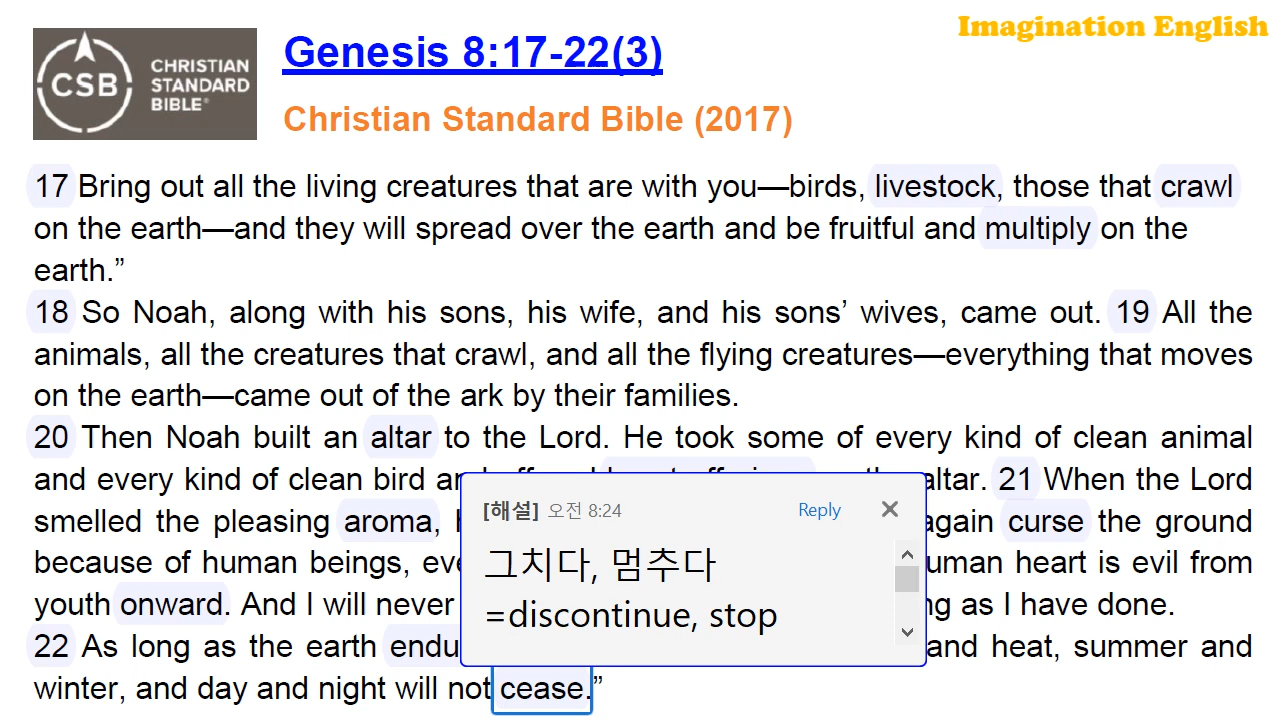 Imagination English
CSB
CHRISTIAN
STANDARD
BIBLE®
Genesis 8:17-22(3)
Christian Standard Bible (2017)
17 Bring out all the living creatures that are with you—birds, livestock, those that crawl
on the earth—and they will spread over the earth and be fruitful and multiply on the
earth.”
18 So Noah, along with his sons, his wife, and his sons’ wives, came out. 19 All the
animals, all the creatures that crawl, and all the flying creatures—everything that moves
on the earth—came out of the ark by their families.
20 Then Noah built an altar to the Lord. He took some of every kind of clean animal
and every kind of clean bird altar. 21 When the Lord
smelled the pleasing aroma, again curse the ground
because of human beings, heart is evil from
youth onward. And I will never as I have done.
22 As long as the earth and heat, summer and
winter, and day and night will not cease.”
[해설] 오전 8:24
Reply
그치다, 멈추다
=discontinue, stop